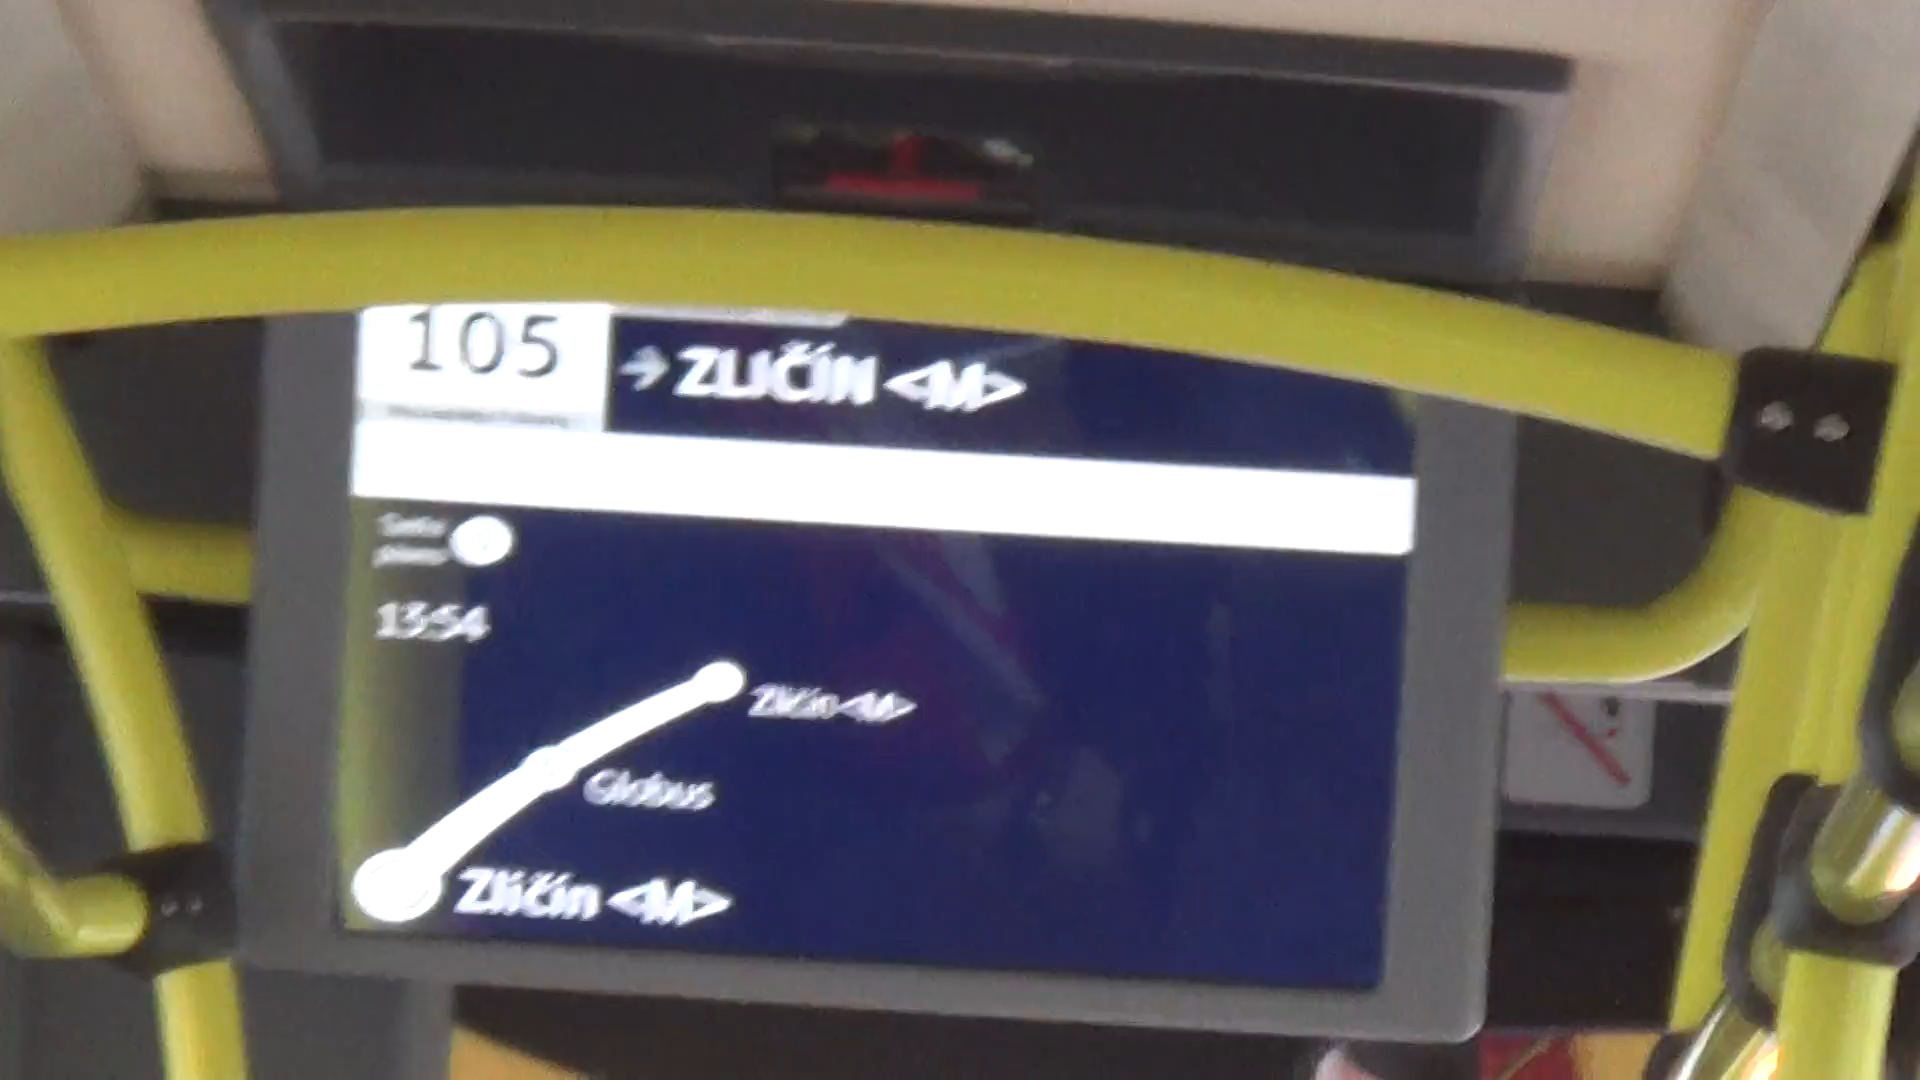 105
→ ZLIČÍN <M>
13:54
Zličín <M>
Globus
Zličín <M>